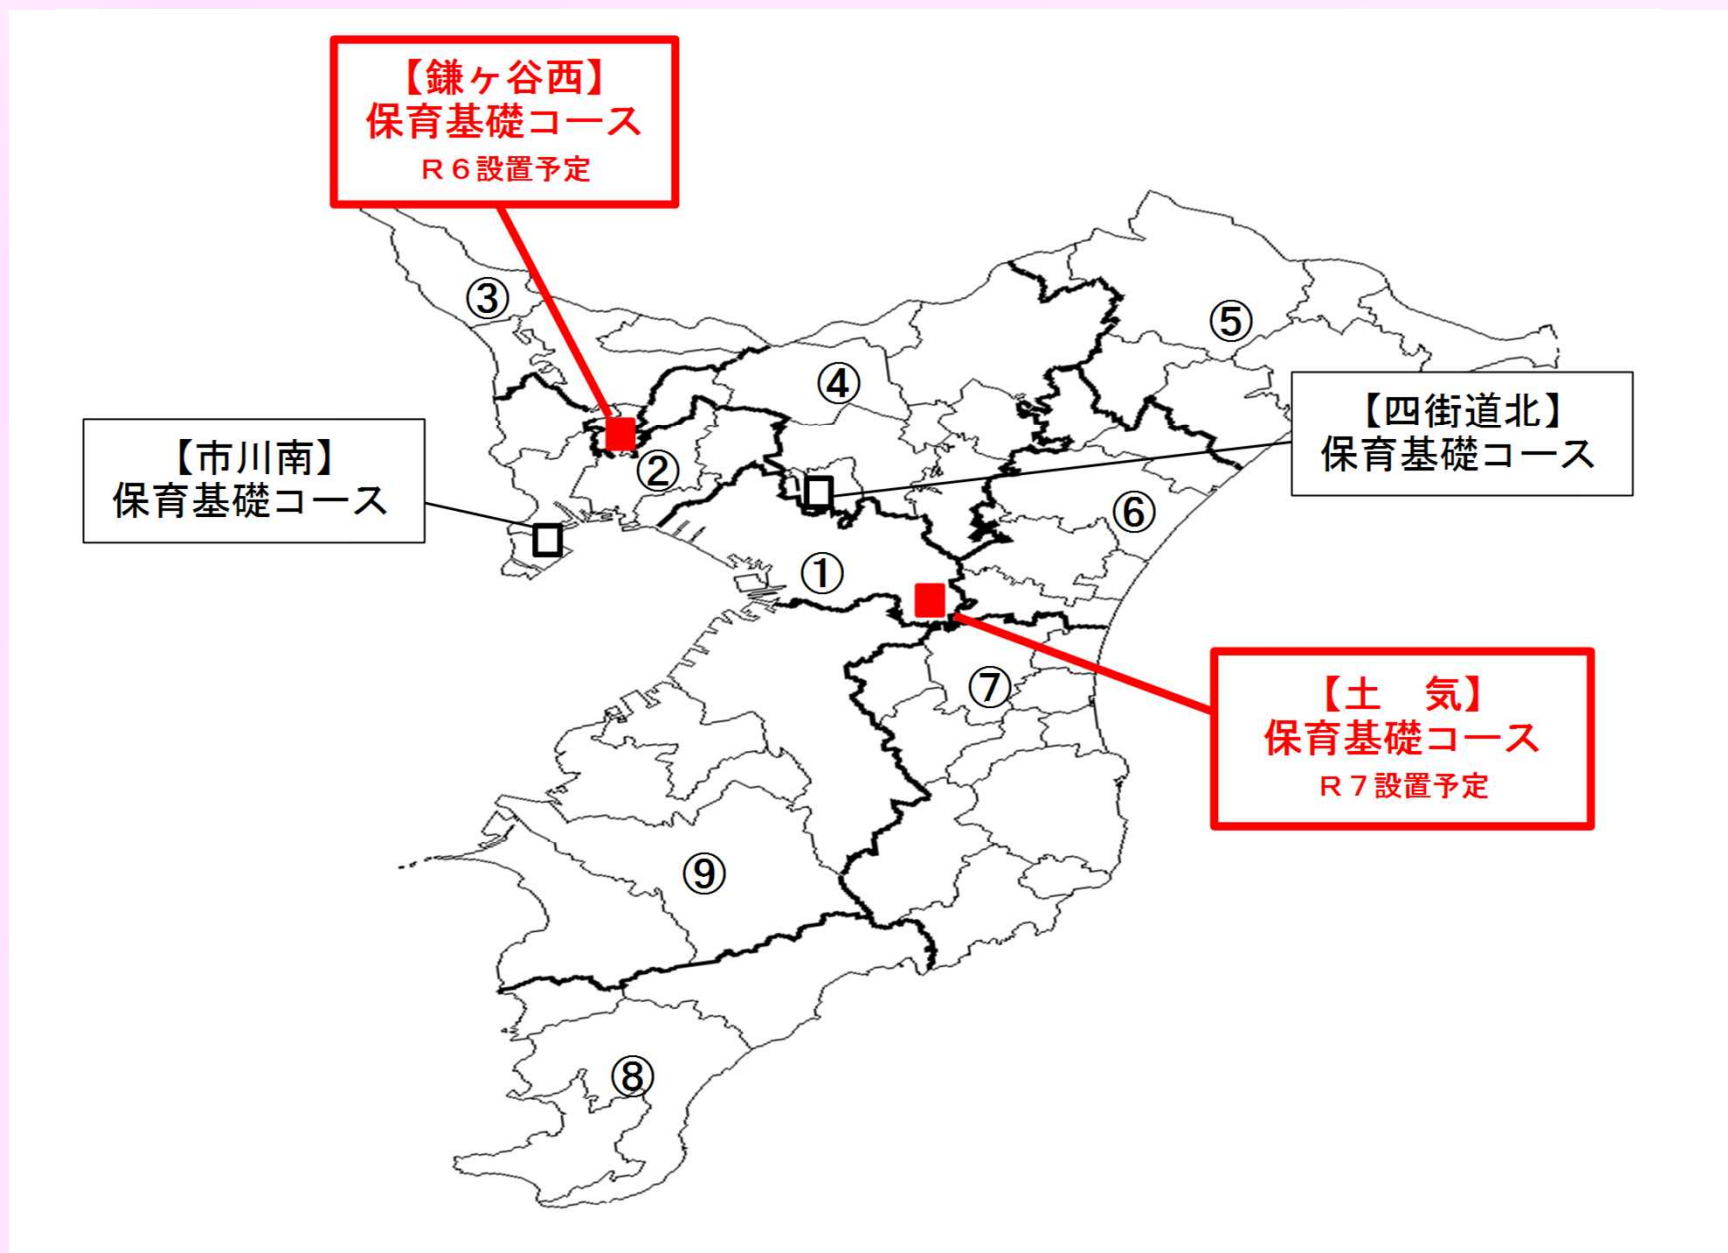 【鎌ヶ谷西】
保育基礎コース
Ｒ６設置予定
③
⑤
④
【四街道北】
保育基礎コース
【市川南】
保育基礎コース
②
⑥
①
【土　気】
保育基礎コース
Ｒ７設置予定
⑦
⑨
⑧